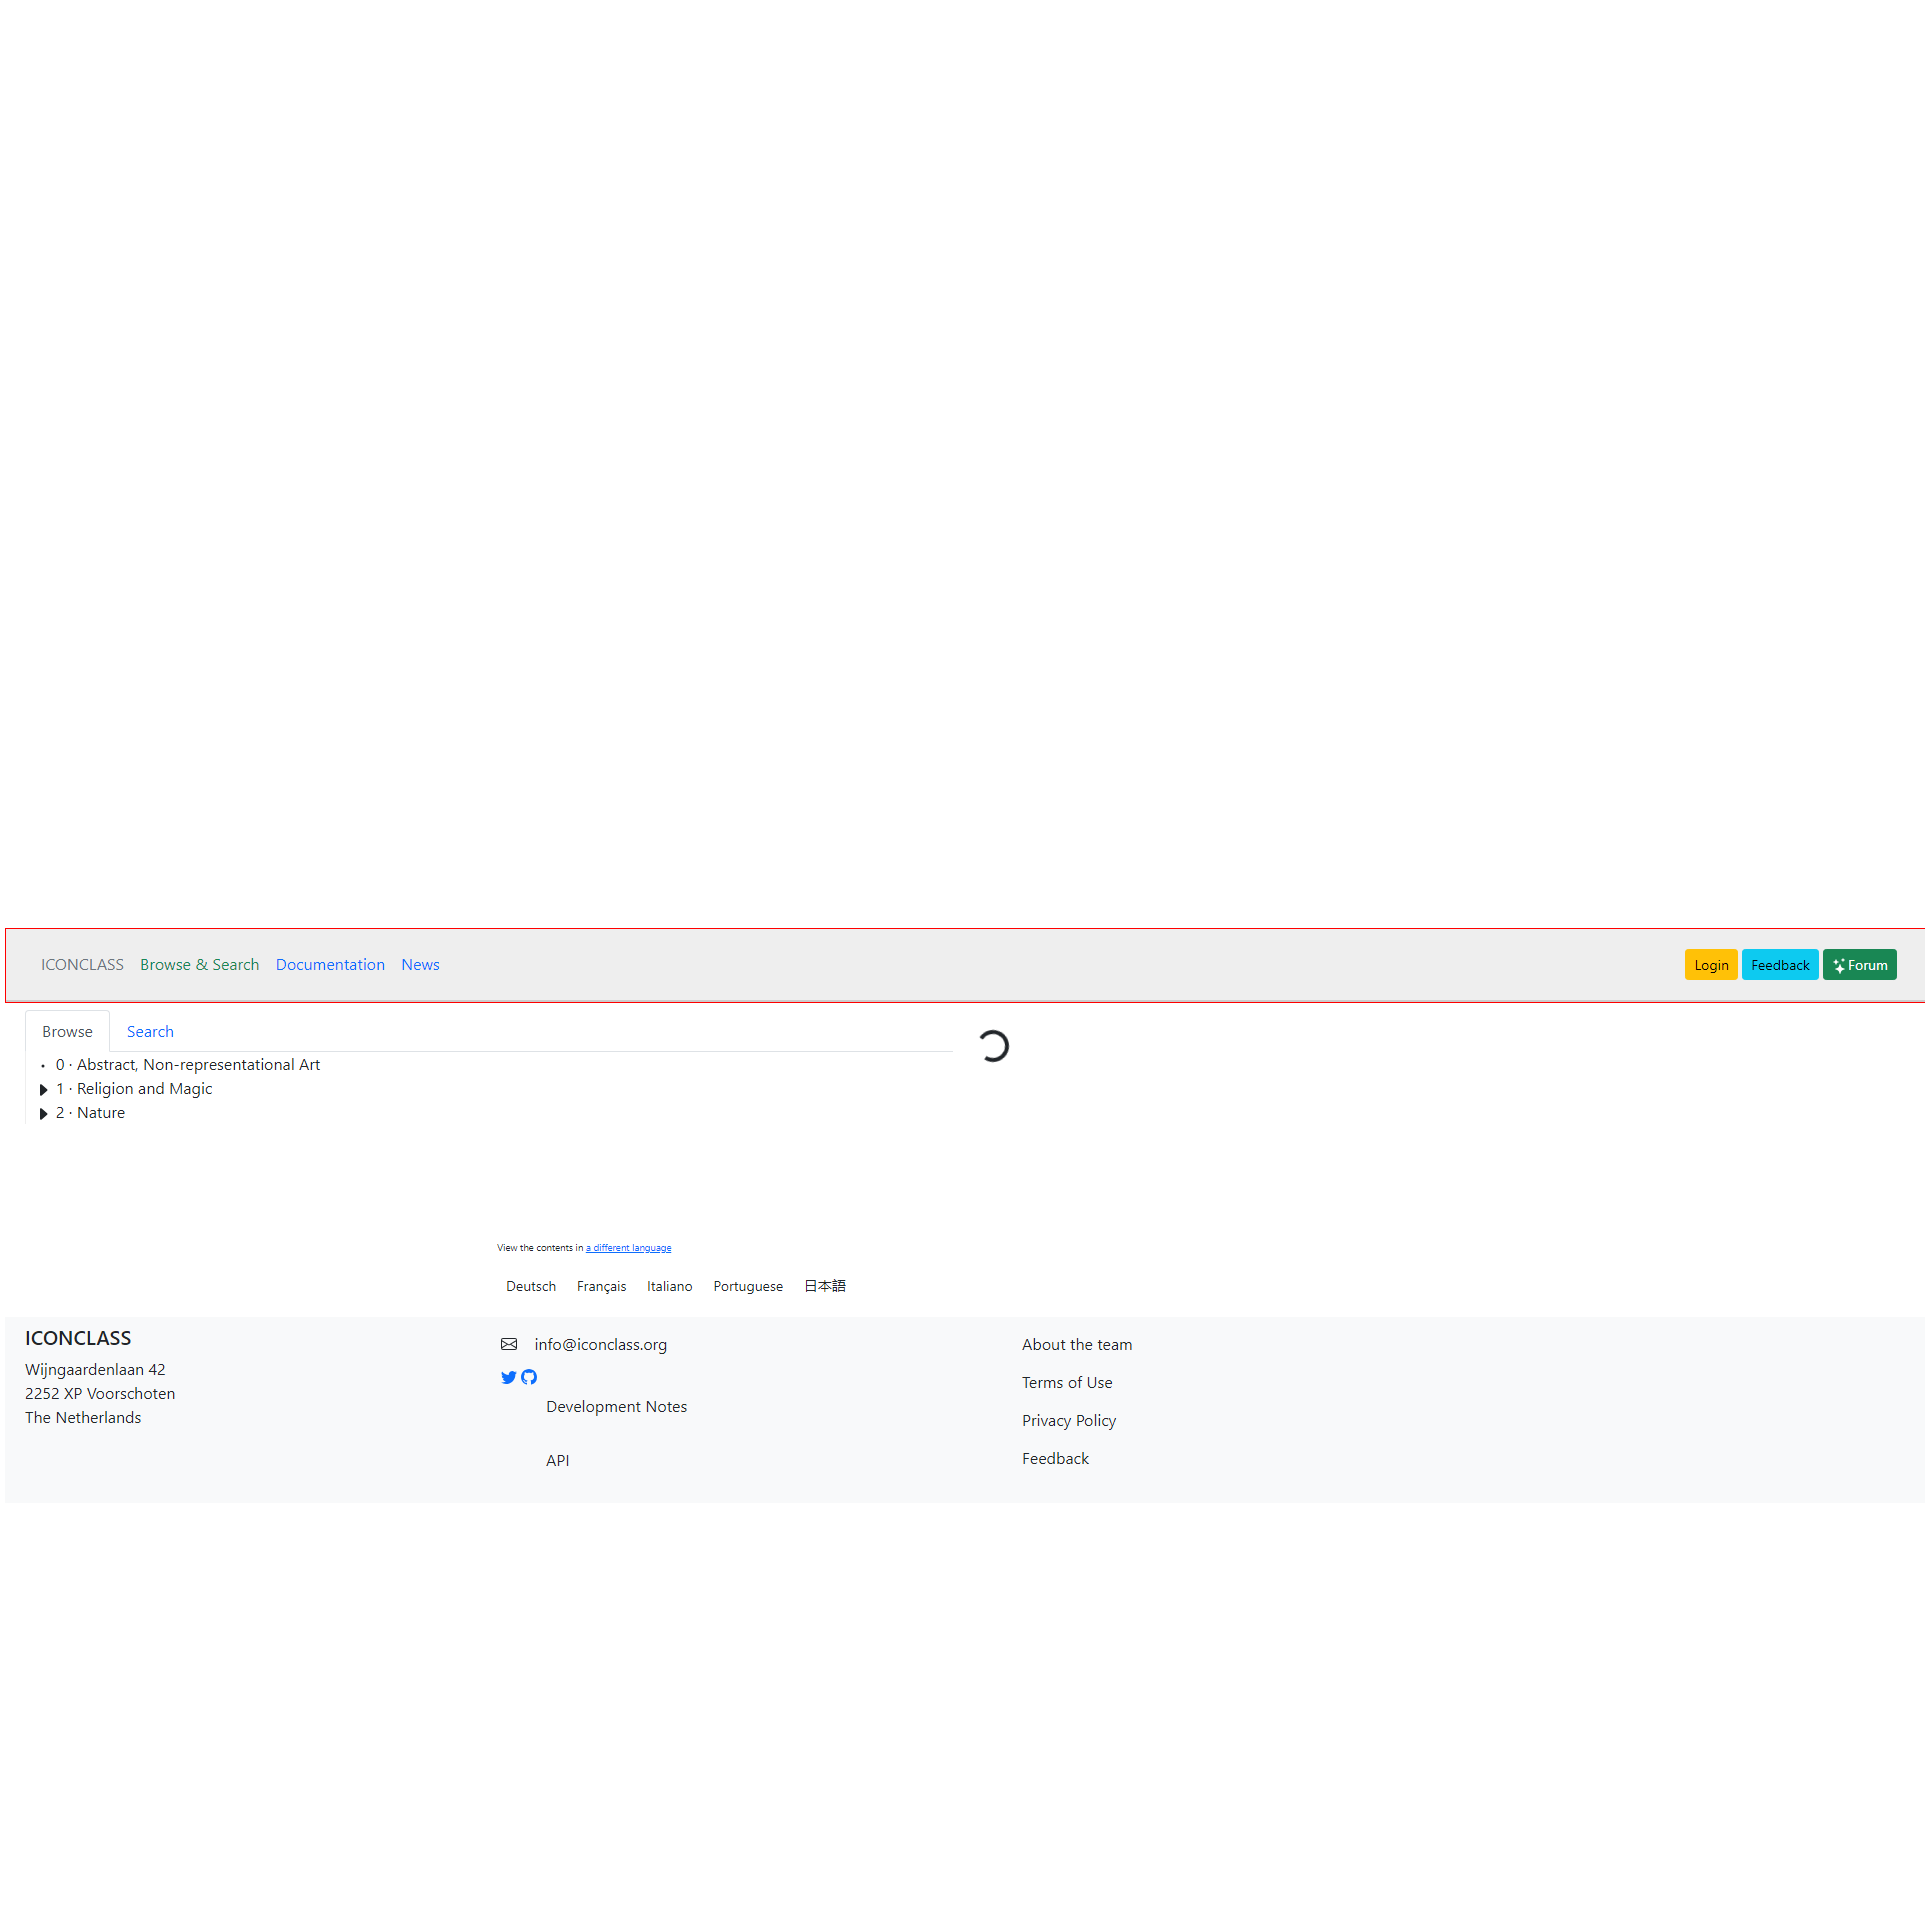 ICONCLASS Browse & Search Documentation News Login Feedback Forum
Browse Search
• 0 · Abstract, Non-representational Art
1 · Religion and Magic
2 · Nature
View the contents in a different language
Deutsch Français Italiano Portuguese 日本語
ICONCLASS
Wijngaardenlaan 42
2252 XP Voorschoten
The Netherlands
info@iconclass.org
Development Notes
API
About the team
Terms of Use
Privacy Policy
Feedback